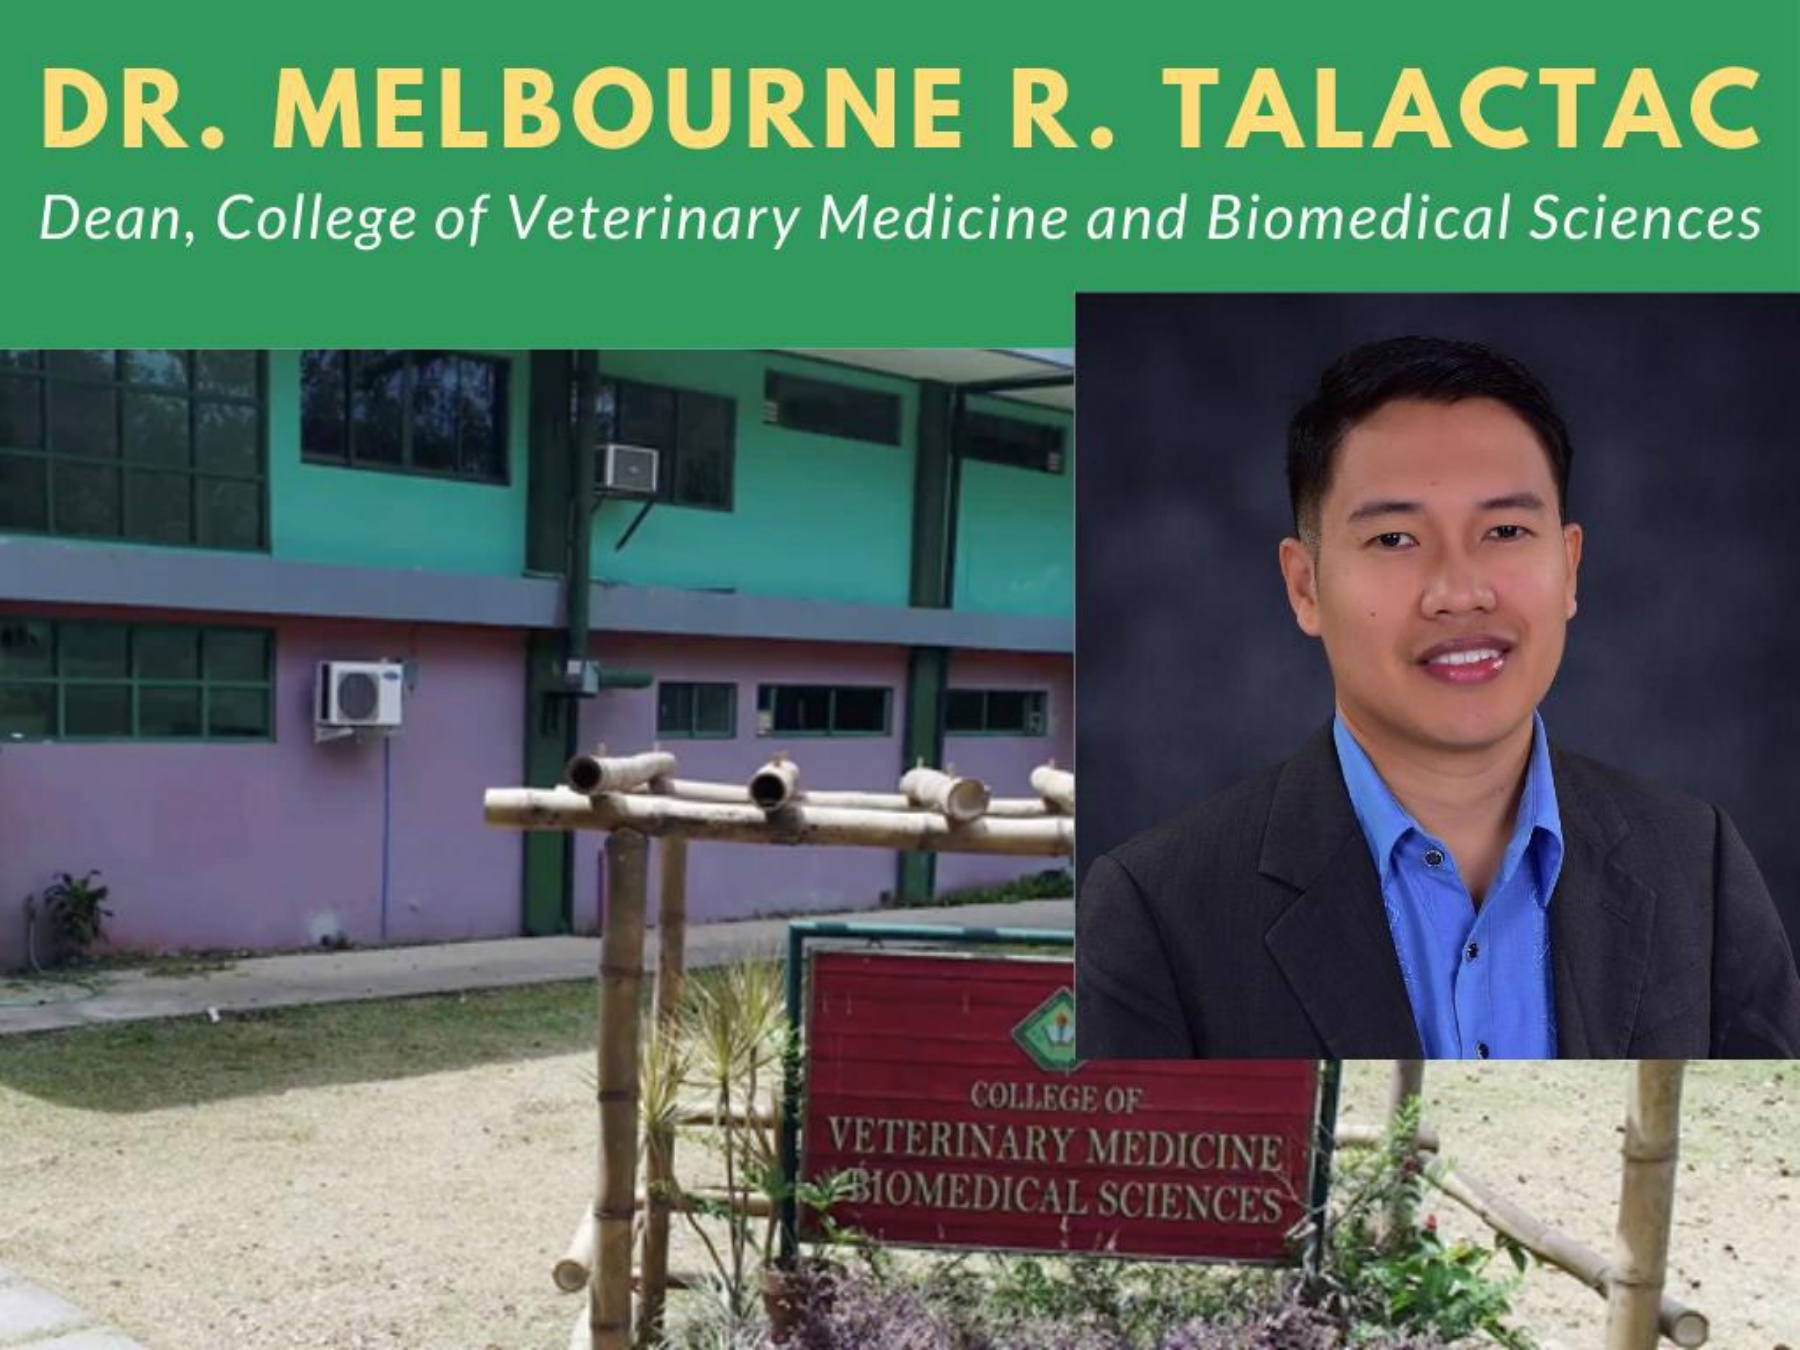 DR. MELBOURNE R. TALACTAC
Dean, College of Veterinary Medicine and Biomedical Sciences
COLLEGE OF
VETERINARY MEDICINE
BIOMEDICAL SCIENCES